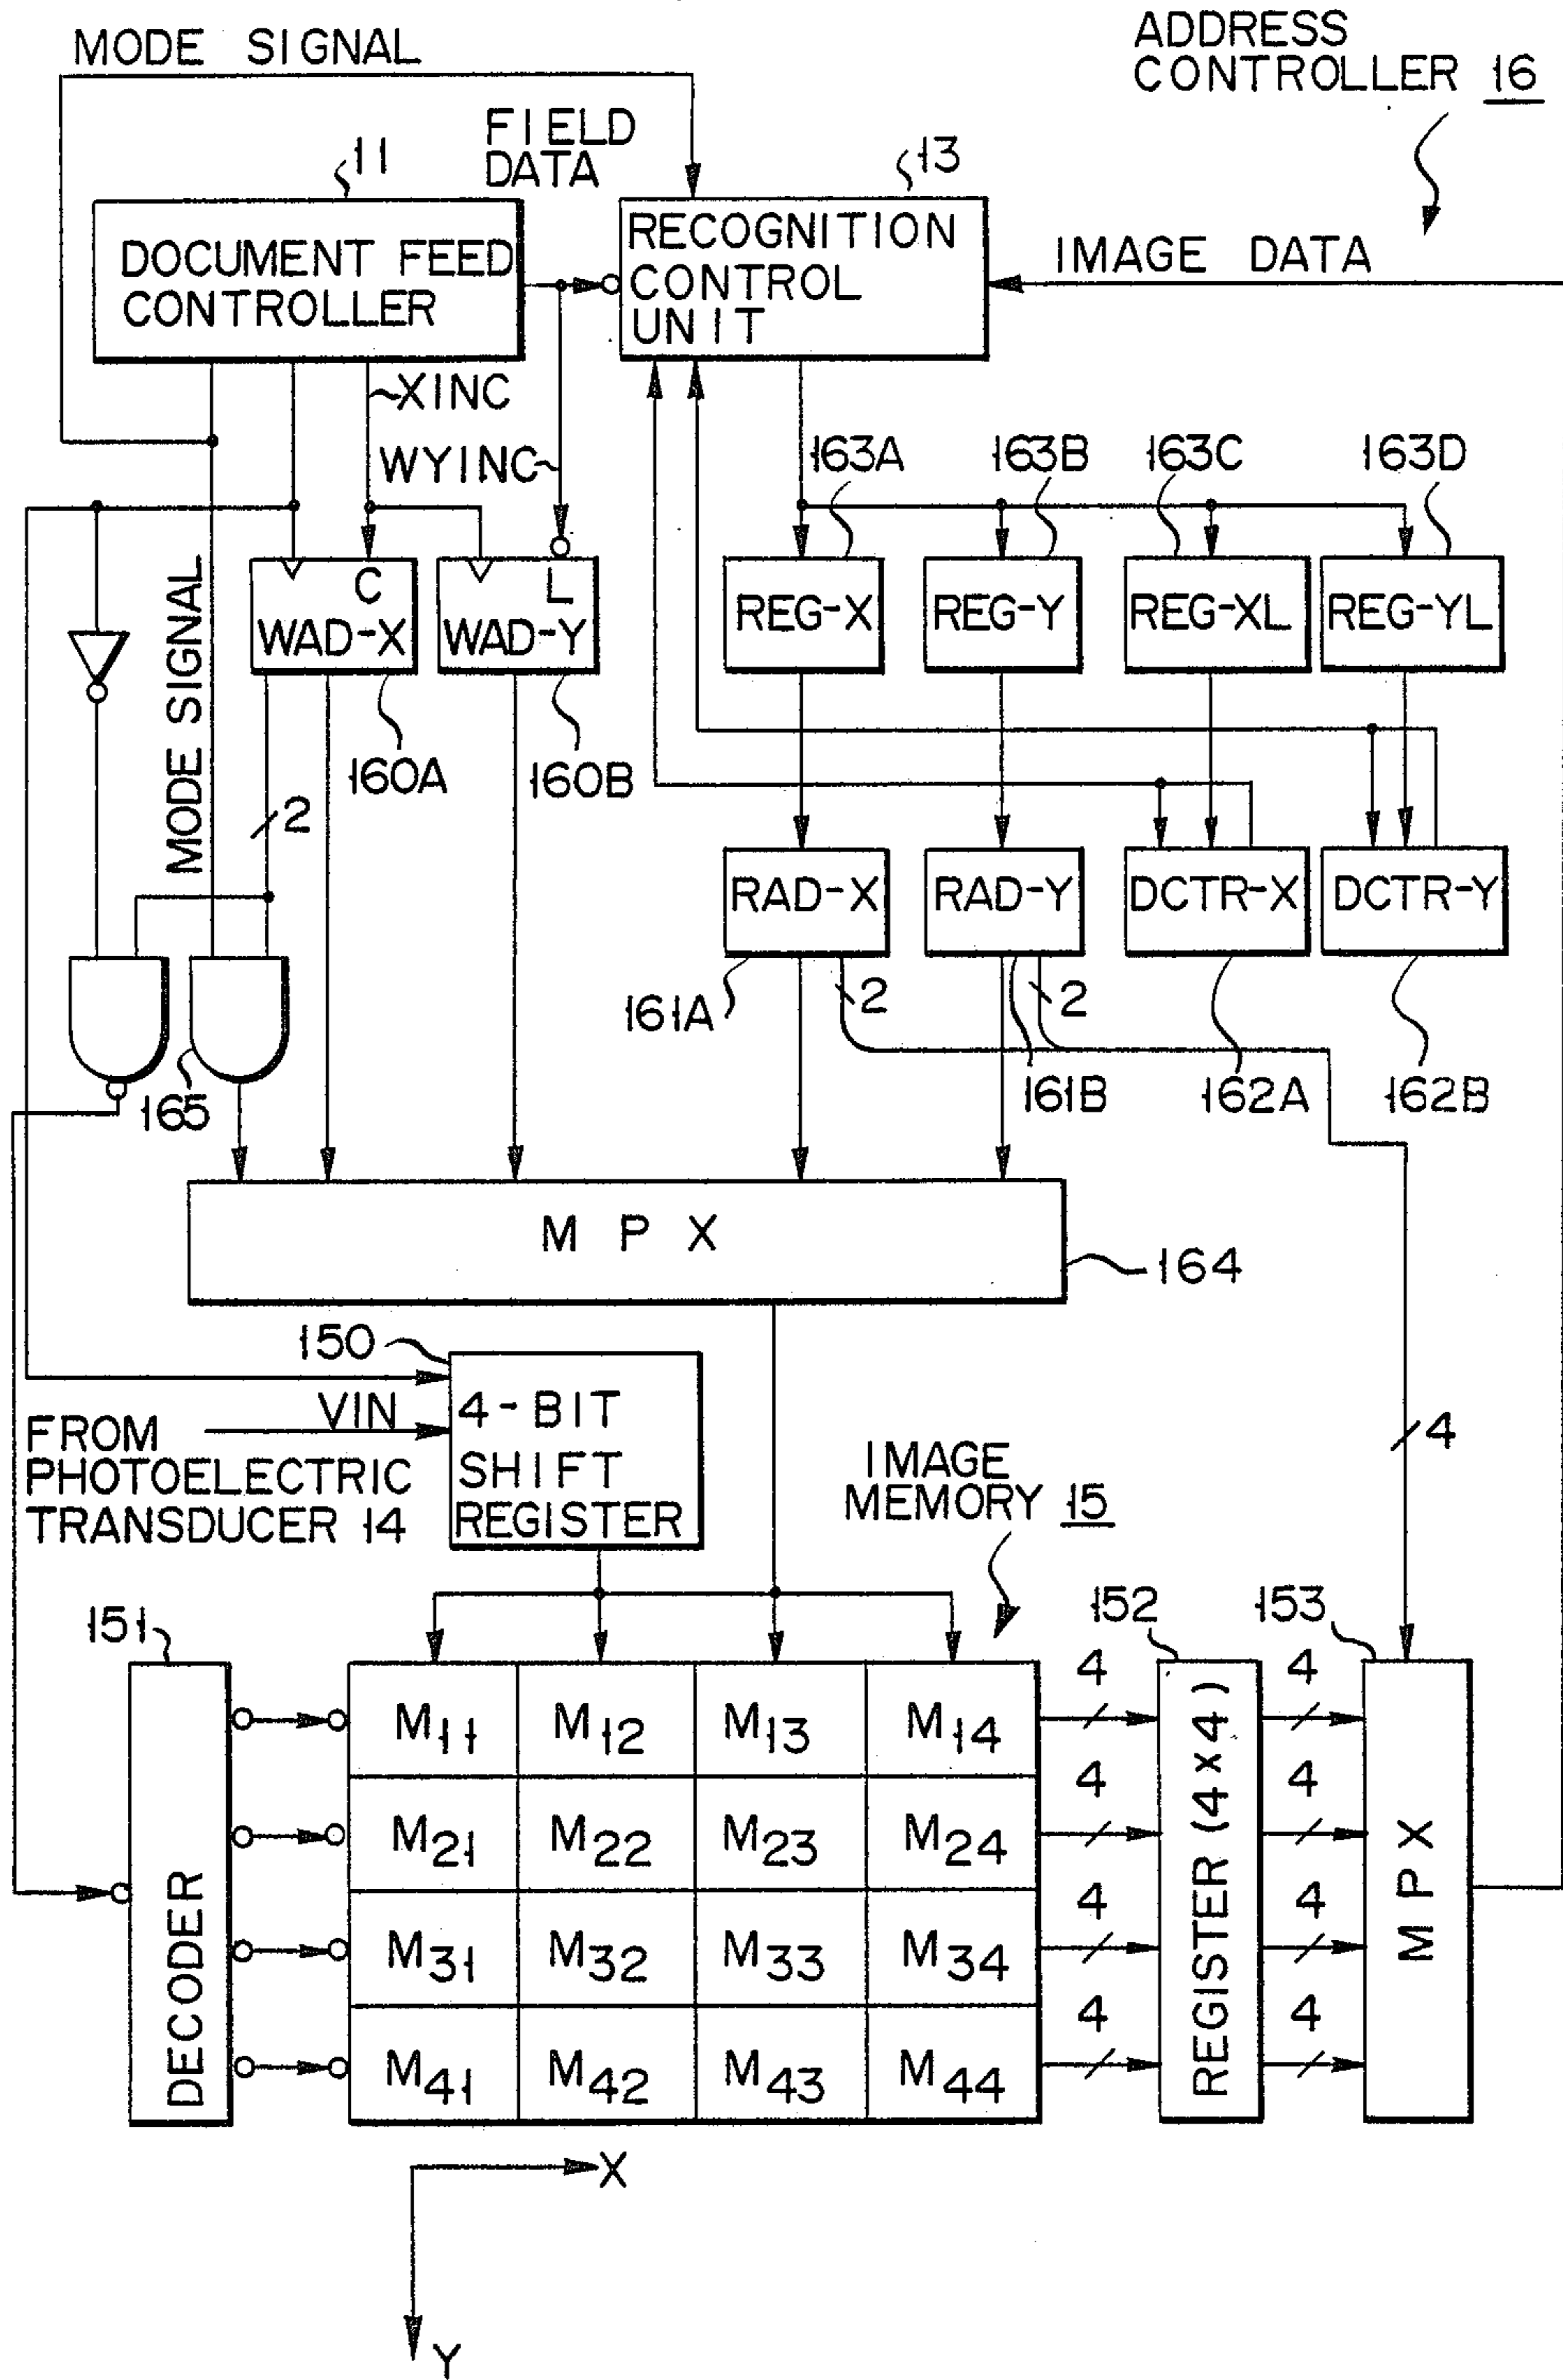 MODE SIGNAL
ADDRESS
CONTROLLER 16
FIELD
DATA
11
13
DOCUMENT FEED
CONTROLLER
RECOGNITION
CONTROL
UNIT
IMAGE DATA
XINC
WYINC
163A
163B
163C
163D
MODE SIGNAL
C
WAD-X
L
WAD-Y
REG-X
REG-Y
REG-XL
REG-YL
160A
160B
2
RAD-X
RAD-Y
DCTR-X
DCTR-Y
161A
2
2
161B
162A
162B
165
MPX
164
150
VIN
FROM
PHOTOELECTRIC
TRANSDUCER 14
4-BIT
SHIFT
REGISTER
IMAGE
MEMORY 15
4
151
152
153
DECODER
M11 M12 M13 M14
M21 M22 M23 M24
M31 M32 M33 M34
M41 M42 M43 M44
4
4
4
4
REGISTER (4×4)
4
4
4
4
MPX
X
Y